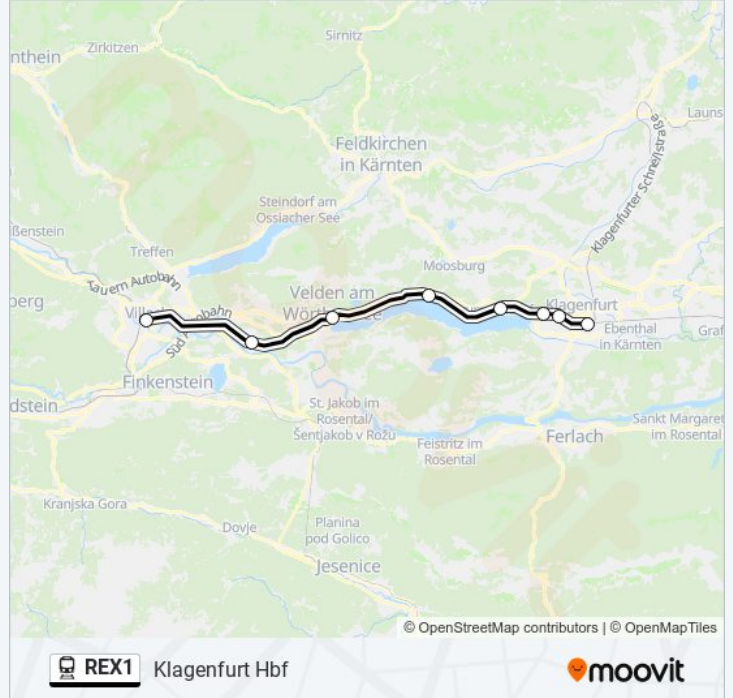 Sirnitz
Zirkitzen
nthein
Launs
Feldkirchen
in Kärnten
Klagenfurter Schnellstraße
Steindorf am
Ossiacher See
ßenstein
Treffen
Moosburg
Tauern Autobahn
Velden am
berg
Klagenfurt
Ebenthal
in Kärnten
Graf
Finkenstein
dstein
St. Jakob im
Rosental/
Šentjakob v Rožu
Sankt Margaret
im Rosental
Feistritz im
Rosental
Ferlach
Kranjska Gora
Planina
pod Golico
Dovje
Jesenice
© OpenStreetMap contributors | © OpenMapTiles
REX1 Klagenfurt Hbf
moovit